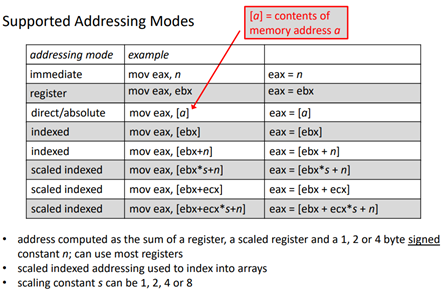 Supported Addressing Modes
[a] = contents of
memory address a
addressing mode example
immediate mov eax, n eax = n
register mov eax, ebx eax = ebx
direct/absolute mov eax, [a] eax = [a]
indexed mov eax, [ebx] eax = [ebx]
indexed mov eax, [ebx+n] eax = [ebx + n]
scaled indexed mov eax, [ebx*s+n] eax = [ebx*s + n]
scaled indexed mov eax, [ebx+ecx] eax = [ebx + ecx]
scaled indexed mov eax, [ebx+ecx*s+n] eax = [ebx + ecx*s + n]
• address computed as the sum of a register, a scaled register and a 1, 2 or 4 byte signed
constant n; can use most registers
• scaled indexed addressing used to index into arrays
• scaling constant s can be 1, 2, 4 or 8